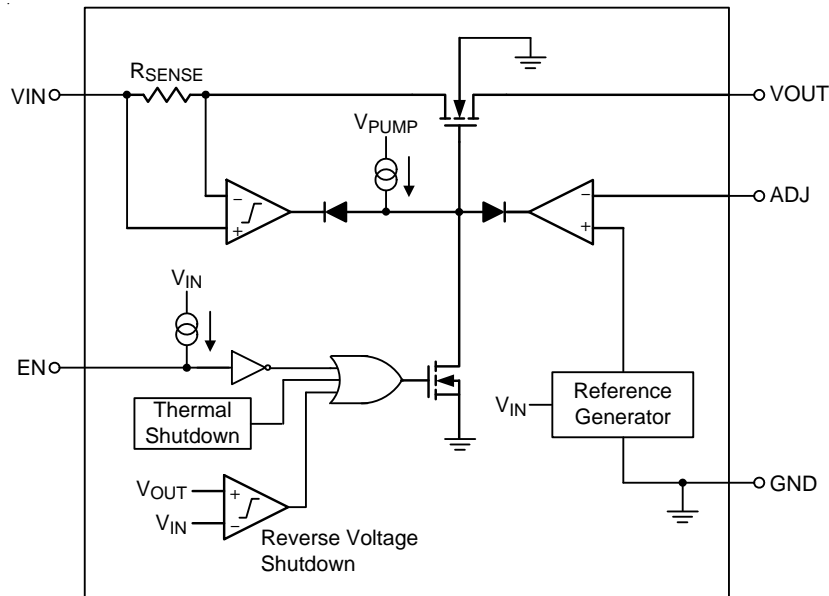 RSENSE
VIN
VOUT
VPUMP
ADJ
-
+
-
+
VIN
EN
Thermal
Shutdown
VIN
Reference
Generator
VOUT
+
VIN
-
GND
Reverse Voltage
Shutdown